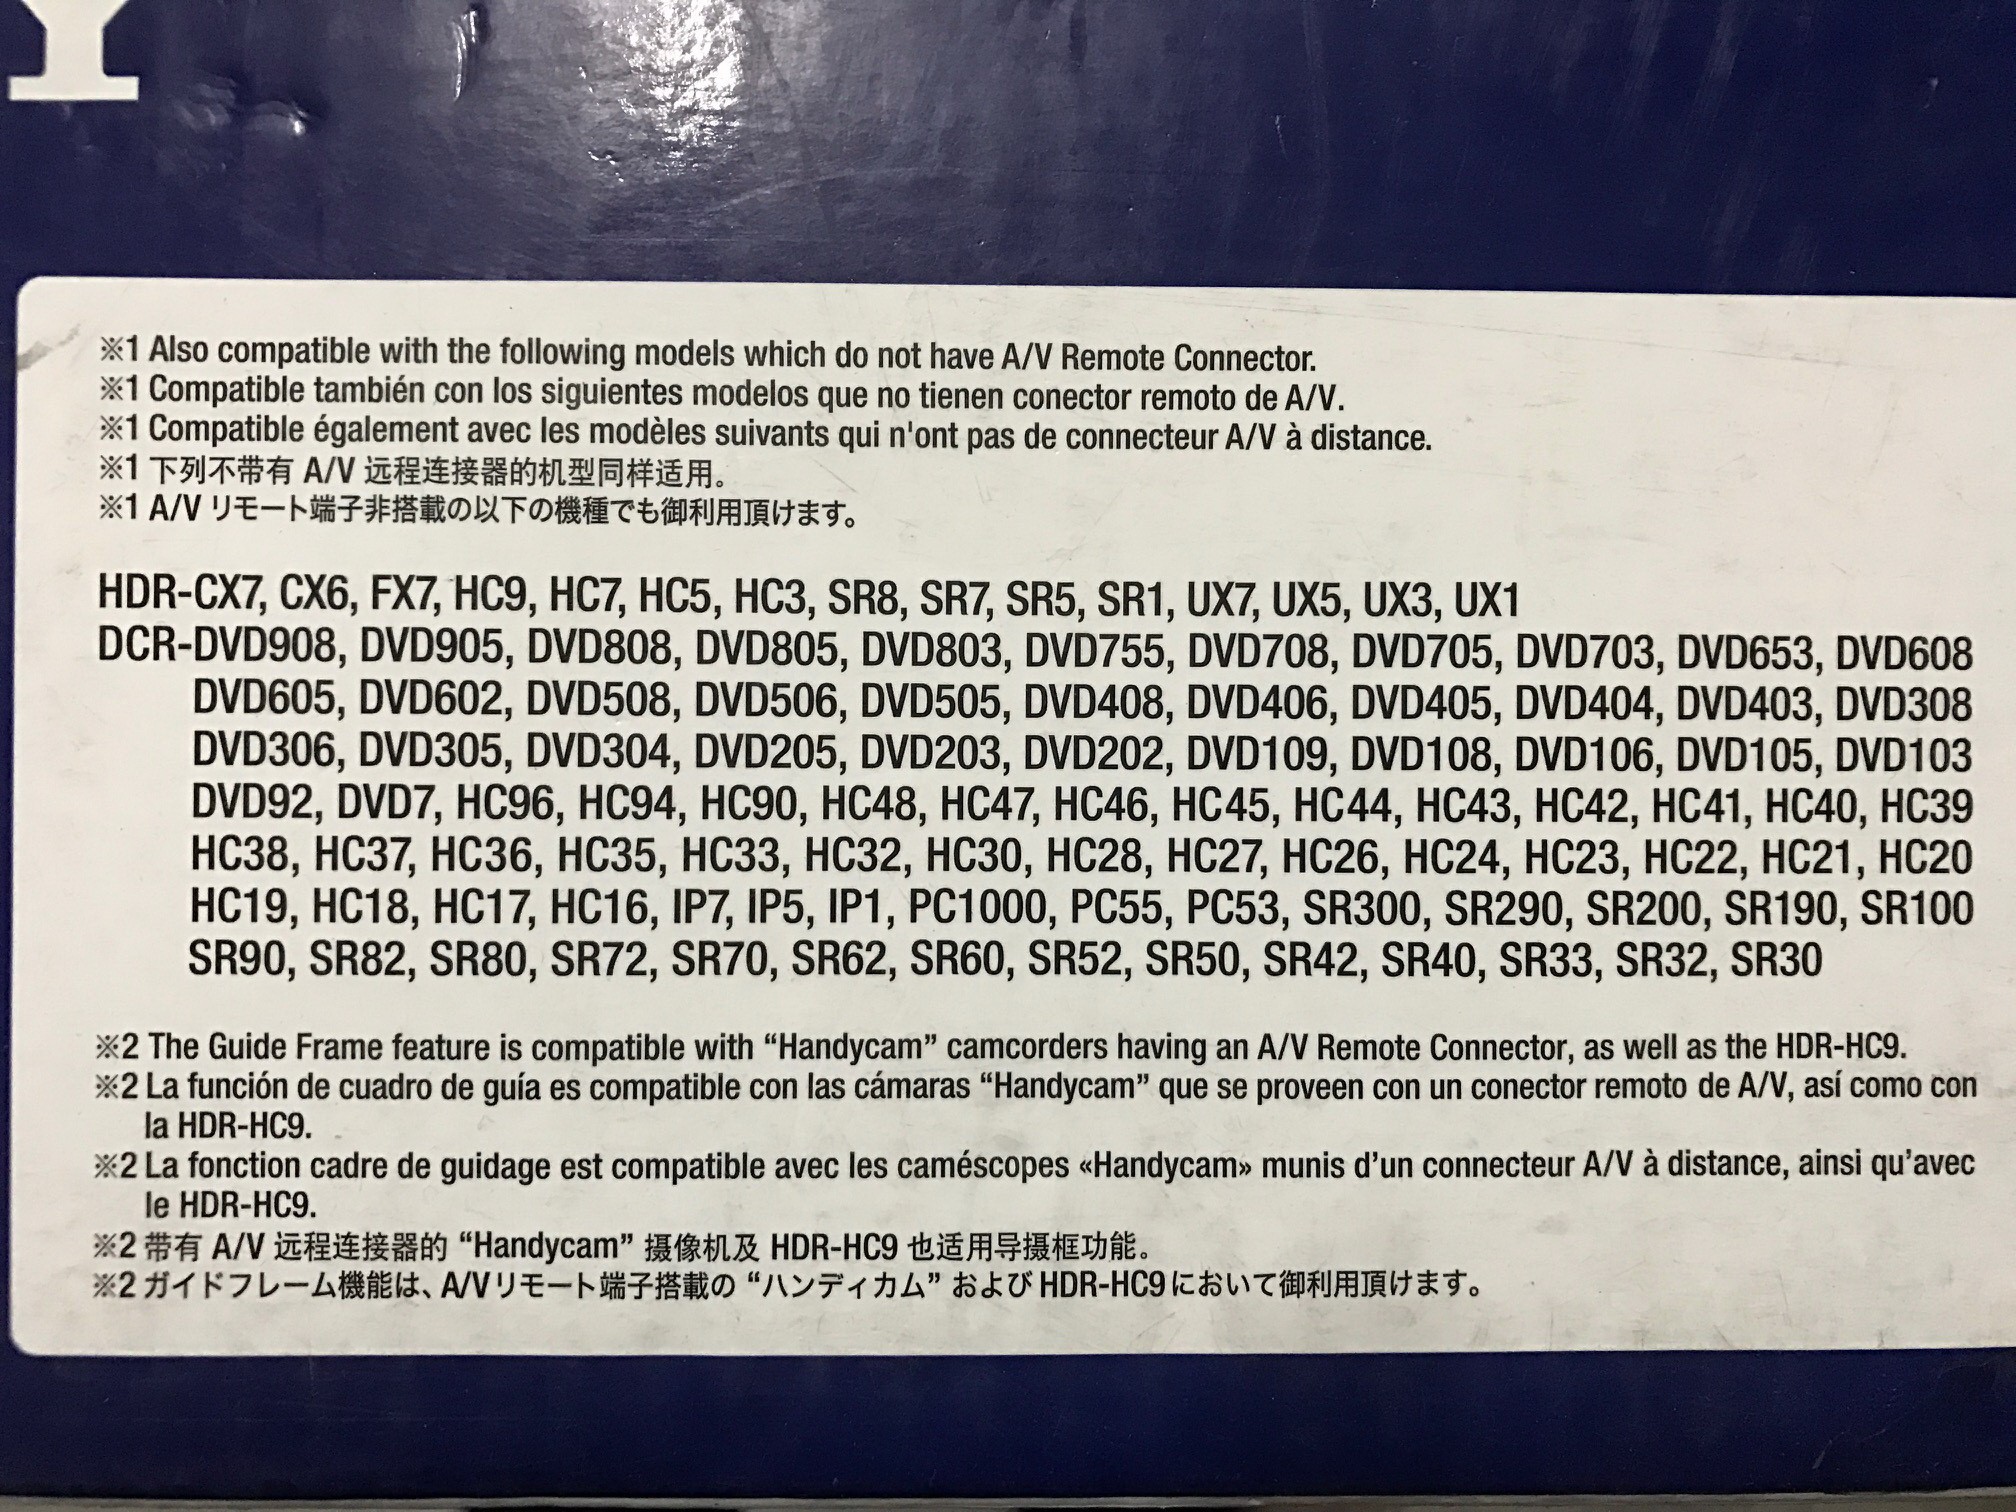 Y
※1 Also compatible with the following models which do not have A/V Remote Connector.
※1 Compatible también con los siguientes modelos que no tienen conector remoto de A/V.
※1 Compatible également avec les modèles suivants qui n'ont pas de connecteur A/V à distance.
※1 下列不带有 A/V 远程连接器的机型同样适用。
※1 A/V リモート端子非搭載の以下の機種でも御利用頂けます。
HDR-CX7, CX6, FX7, HC9, HC7, HC5, HC3, SR8, SR7, SR5, SR1, UX7, UX5, UX3, UX1
DCR-DVD908, DVD905, DVD808, DVD805, DVD803, DVD755, DVD708, DVD705, DVD703, DVD653, DVD608
DVD605, DVD602, DVD508, DVD506, DVD505, DVD408, DVD406, DVD405, DVD404, DVD403, DVD308
DVD306, DVD305, DVD304, DVD205, DVD203, DVD202, DVD109, DVD108, DVD106, DVD105, DVD103
DVD92, DVD7, HC96, HC94, HC90, HC48, HC47, HC46, HC45, HC44, HC43, HC42, HC41, HC40, HC39
HC38, HC37, HC36, HC35, HC33, HC32, HC30, HC28, HC27, HC26, HC24, HC23, HC22, HC21, HC20
HC19, HC18, HC17, HC16, IP7, IP5, IP1, PC1000, PC55, PC53, SR300, SR290, SR200, SR190, SR100
SR90, SR82, SR80, SR72, SR70, SR62, SR60, SR52, SR50, SR42, SR40, SR33, SR32, SR30
※2 The Guide Frame feature is compatible with “Handycam” camcorders having an A/V Remote Connector, as well as the HDR-HC9.
※2 La función de cuadro de guía es compatible con las cámaras “Handycam” que se proveen con un conector remoto de A/V, así como con
la HDR-HC9.
※2 La fonction cadre de guidage est compatible avec les caméscopes «Handycam» munis d’un connecteur A/V à distance, ainsi qu’avec
le HDR-HC9.
※2 带有 A/V 远程连接器的 “Handycam” 摄像机及 HDR-HC9 也适用导摄框功能。
※2 ガイドフレーム機能は、A/Vリモート端子搭載の “ハンディカム” およびHDR-HC9において御利用頂けます。